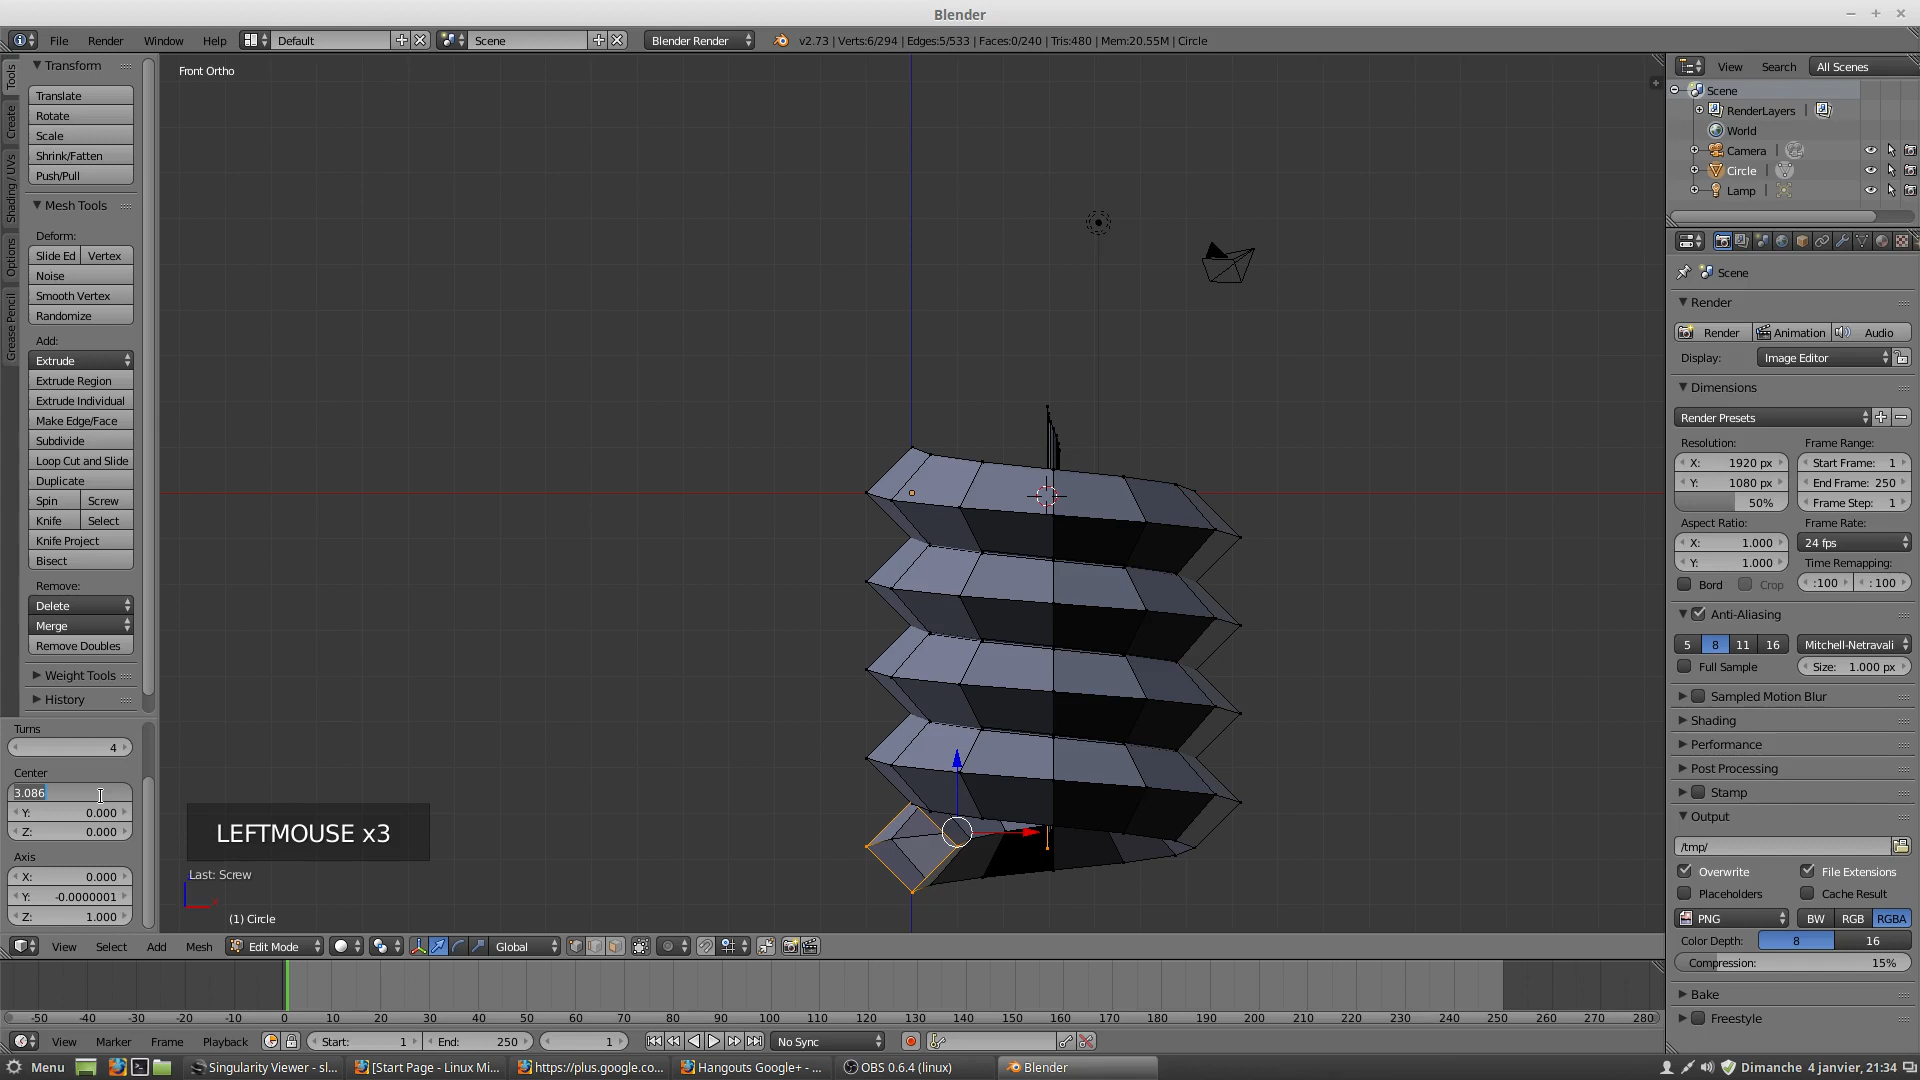 Blender
File Render Window Help Default Scene Blender Render v2.73 | Verts:6/294 | Edges:5/533 | Faces:0/240 | Tris:480 | Mem:20.55M | Circle
Tools
Create
Shading / UVs
Options
Grease Pencil
Transform
Translate
Rotate
Scale
Shrink/Fatten
Push/Pull
Mesh Tools
Deform:
Slide Ed Vertex
Noise
Smooth Vertex
Randomize
Add:
Extrude
Extrude Region
Extrude Individual
Make Edge/Face
Subdivide
Loop Cut and Slide
Duplicate
Spin Screw
Knife Select
Knife Project
Bisect
Remove:
Delete
Merge
Remove Doubles
Weight Tools
History
Turns
4
Center
3.086
Y: 0.000
Z: 0.000
Axis
X: 0.000
Y: -0.0000001
Z: 1.000
Front Ortho
LEFTMOUSE x3
Last: Screw
(1) Circle
View Select Add Mesh Edit Mode Global
-50 -40 -30 -20 -10 0 10 20 30 40 50 60 70 80 90 100 110 120 130 140 150 160 170 180 190 200 210 220 230 240 250 260 270 280
View Marker Frame Playback Start: 1 End: 250 1 No Sync
View Search All Scenes
Scene
RenderLayers |
World
Camera |
Circle |
Lamp |
Scene
Render
Render Animation Audio
Display: Image Editor
Dimensions
Render Presets
Resolution: Frame Range:
X: 1920 px Start Frame: 1
Y: 1080 px End Frame: 250
50% Frame Step: 1
Aspect Ratio: Frame Rate:
X: 1.000 24 fps
Y: 1.000 Time Remapping:
Bord Crop :100 : 100
Anti-Aliasing
5 8 11 16 Mitchell-Netravali
Full Sample Size: 1.000 px
Sampled Motion Blur
Shading
Performance
Post Processing
Stamp
Output
/tmp/
Overwrite File Extensions
Placeholders Cache Result
PNG BW RGB RGBA
Color Depth: 8 16
Compression: 15%
Bake
Freestyle
Menu Singularity Viewer - sl... [Start Page - Linux Mi... https://plus.google.co... Hangouts Google+ - ... OBS 0.6.4 (linux) Blender Dimanche 4 janvier, 21:34